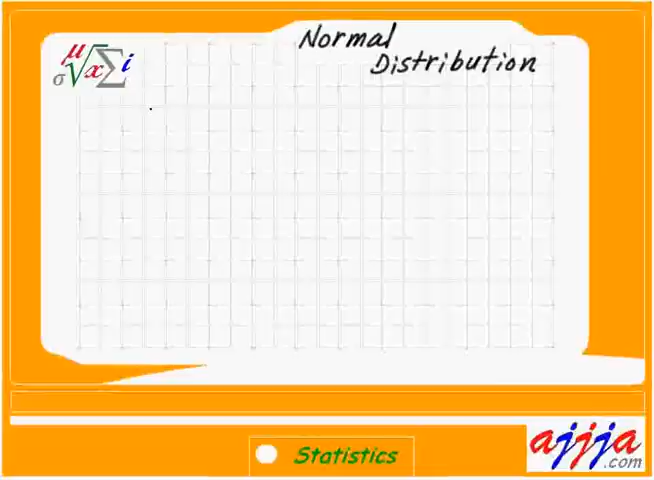 Normal
Distribution
σ μ √x Σ i
Statistics
ajjja
.com